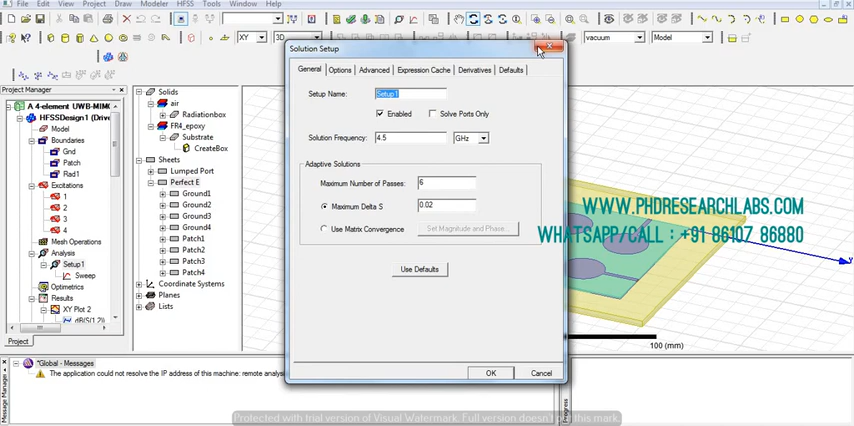 File Edit View Project Draw Modeler HFSS Tools Window Help
XY
3D
vacuum
Model
Project Manager
A 4-element UWB-MIMO
HFSSDesign1 (Drive
Model
Boundaries
Gnd
Patch
Rad1
Excitations
1
2
3
4
Mesh Operations
Analysis
Setup1
Sweep
Optimetrics
Results
XY Plot 2
dB(S(1,2)
Project
Solids
air
Radiationbox
FR4_epoxy
Substrate
CreateBox
Sheets
Lumped Port
Perfect E
Ground1
Ground2
Ground3
Ground4
Patch1
Patch2
Patch3
Patch4
Coordinate Systems
Planes
Lists
Solution Setup
General Options Advanced Expression Cache Derivatives Defaults
Setup Name: Setup1
Enabled Solve Ports Only
Solution Frequency: 4.5 GHz
Adaptive Solutions
Maximum Number of Passes: 6
Maximum Delta S 0.02
Use Matrix Convergence Set Magnitude and Phase...
Use Defaults
OK Cancel
WWW.PHDRESEARCHLABS.COM
WHATSAPP/CALL : +91 86107 86880
100 (mm)
Message Manager
*Global - Messages
The application could not resolve the IP address of this machine: remote analysis
Progress
Protected with trial version of Visual Watermark. Full version doesn't put this mark.